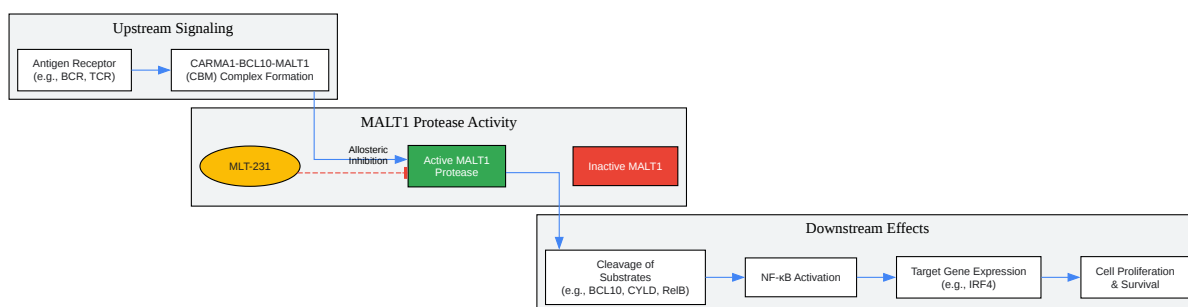 Upstream Signaling
Antigen Receptor
(e.g., BCR, TCR)
CARMA1-BCL10-MALT1
(CBM) Complex Formation
MALT1 Protease Activity
MLT-231
Allosteric
Inhibition
Active MALT1
Protease
Inactive MALT1
Downstream Effects
Cleavage of
Substrates
(e.g., BCL10, CYLD, RelB)
NF-κB Activation
Target Gene Expression
(e.g., IRF4)
Cell Proliferation
& Survival